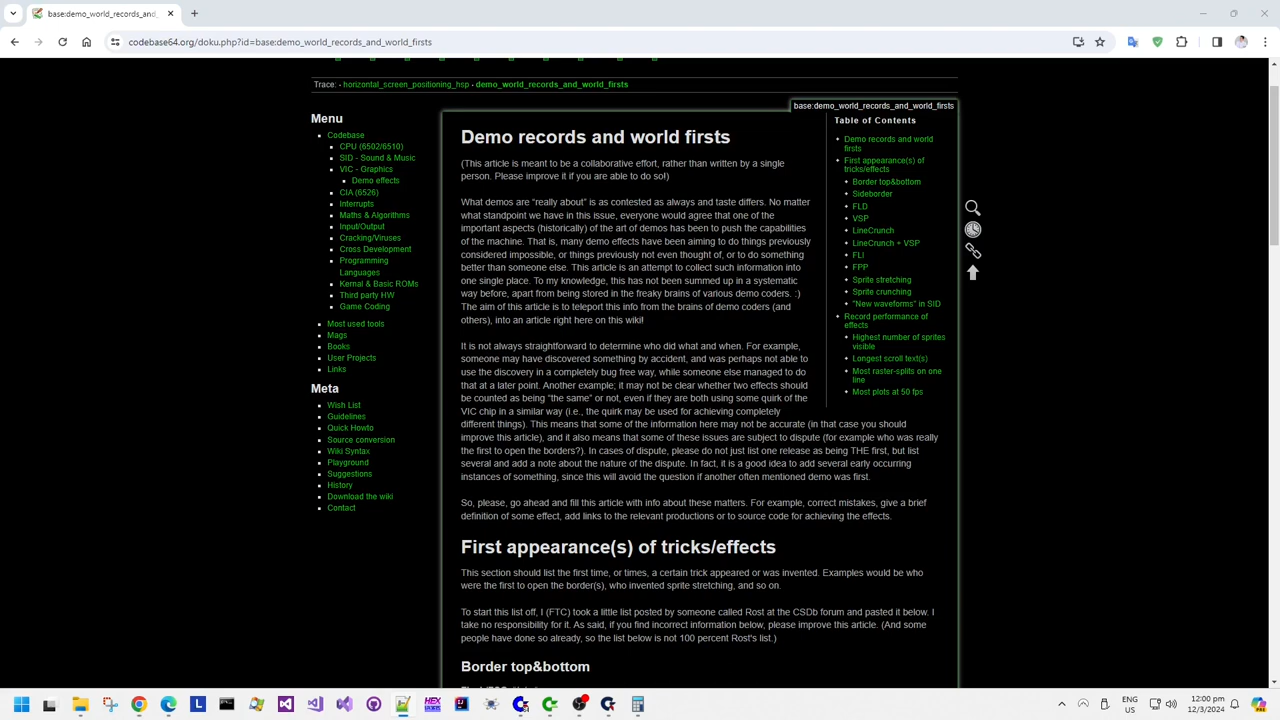 base:demo_world_records_and_
codebase64.org/doku.php?id=base:demo_world_records_and_world_firsts
Trace: • horizontal_screen_positioning_hsp • demo_world_records_and_world_firsts
base:demo_world_records_and_world_firsts
Menu
Codebase
CPU (6502/6510)
SID - Sound & Music
VIC - Graphics
Demo effects
CIA (6526)
Interrupts
Maths & Algorithms
Input/Output
Cracking/Viruses
Cross Development
Programming
Languages
Kernal & Basic ROMs
Third party HW
Game Coding
Most used tools
Mags
Books
User Projects
Links
Meta
Wish List
Guidelines
Quick Howto
Source conversion
Wiki Syntax
Playground
Suggestions
History
Download the wiki
Contact
Demo records and world firsts
(This article is meant to be a collaborative effort, rather than written by a single
person. Please improve it if you are able to do so!)
What demos are “really about” is as contested as always and taste differs. No matter
what standpoint we have in this issue, everyone would agree that one of the
important aspects (historically) of the art of demos has been to push the capabilities
of the machine. That is, many demo effects have been aiming to do things previously
considered impossible, or things previously not even thought of, or to do something
better than someone else. This article is an attempt to collect such information into
one single place. To my knowledge, this has not been summed up in a systematic
way before, apart from being stored in the freaky brains of various demo coders. :)
The aim of this article is to teleport this info from the brains of demo coders (and
others), into an article right here on this wiki!
It is not always straightforward to determine who did what and when. For example,
someone may have discovered something by accident, and was perhaps not able to
use the discovery in a completely bug free way, while someone else managed to do
that at a later point. Another example; it may not be clear whether two effects should
be counted as being “the same” or not, even if they are both using some quirk of the
VIC chip in a similar way (i.e., the quirk may be used for achieving completely
different things). This means that some of the information here may not be accurate (in that case you should
improve this article), and it also means that some of these issues are subject to dispute (for example who was really
the first to open the borders?). In cases of dispute, please do not just list one release as being THE first, but list
several and add a note about the nature of the dispute. In fact, it is a good idea to add several early occurring
instances of something, since this will avoid the question if another often mentioned demo was first.
So, please, go ahead and fill this article with info about these matters. For example, correct mistakes, give a brief
definition of some effect, add links to the relevant productions or to source code for achieving the effects.
First appearance(s) of tricks/effects
This section should list the first time, or times, a certain trick appeared or was invented. Examples would be who
were the first to open the border(s), who invented sprite stretching, and so on.
To start this list off, I (FTC) took a little list posted by someone called Rost at the CSDb forum and pasted it below. I
take no responsibility for it. As said, if you find incorrect information below, please improve this article. (And some
people have done so already, so the list below is not 100 percent Rost's list.)
Border top&bottom
Table of Contents
Demo records and world
firsts
First appearance(s) of
tricks/effects
Border top&bottom
Sideborder
FLD
VSP
LineCrunch
LineCrunch + VSP
FLI
FPP
Sprite stretching
Sprite crunching
"New waveforms" in SID
Record performance of
effects
Highest number of sprites
visible
Longest scroll text(s)
Most raster-splits on one
line
Most plots at 50 fps
L
HEX
ENG
US
12:00 pm
12/3/2024
PRE